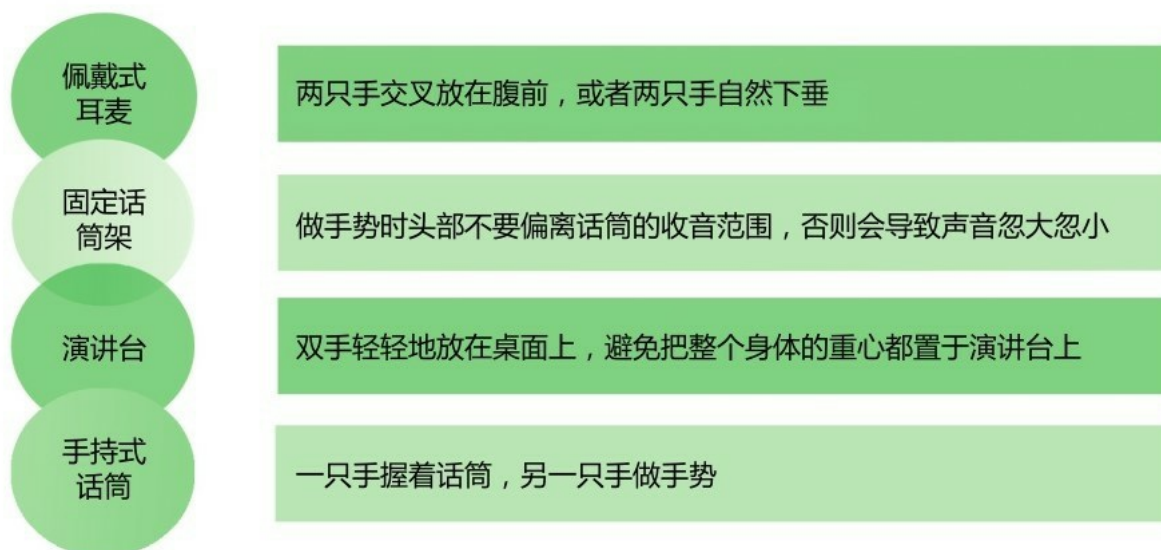 佩戴式
耳麦
两只手交叉放在腹前，或者两只手自然下垂
固定话
筒架
做手势时头部不要偏离话筒的收音范围，否则会导致声音忽大忽小
演讲台
双手轻轻地放在桌面上，避免把整个身体的重心都置于演讲台上
手持式
话筒
一只手握着话筒，另一只手做手势